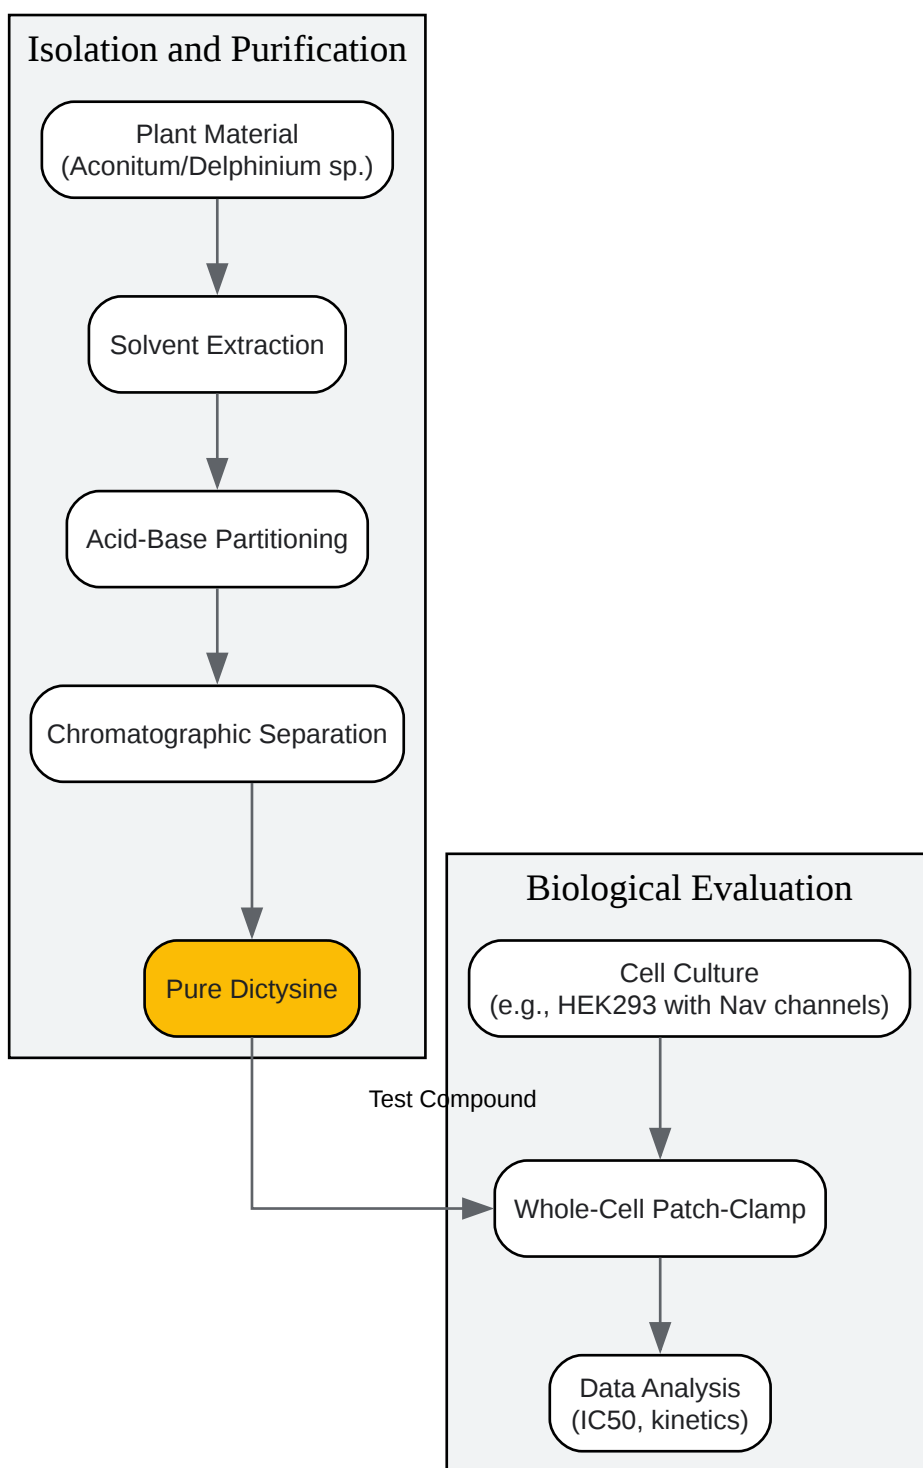 Isolation and Purification
Plant Material
(Aconitum/Delphinium sp.)
Solvent Extraction
Acid-Base Partitioning
Chromatographic Separation
Pure Dictysine
Test Compound
Biological Evaluation
Cell Culture
(e.g., HEK293 with Nav channels)
Whole-Cell Patch-Clamp
Data Analysis
(IC50, kinetics)